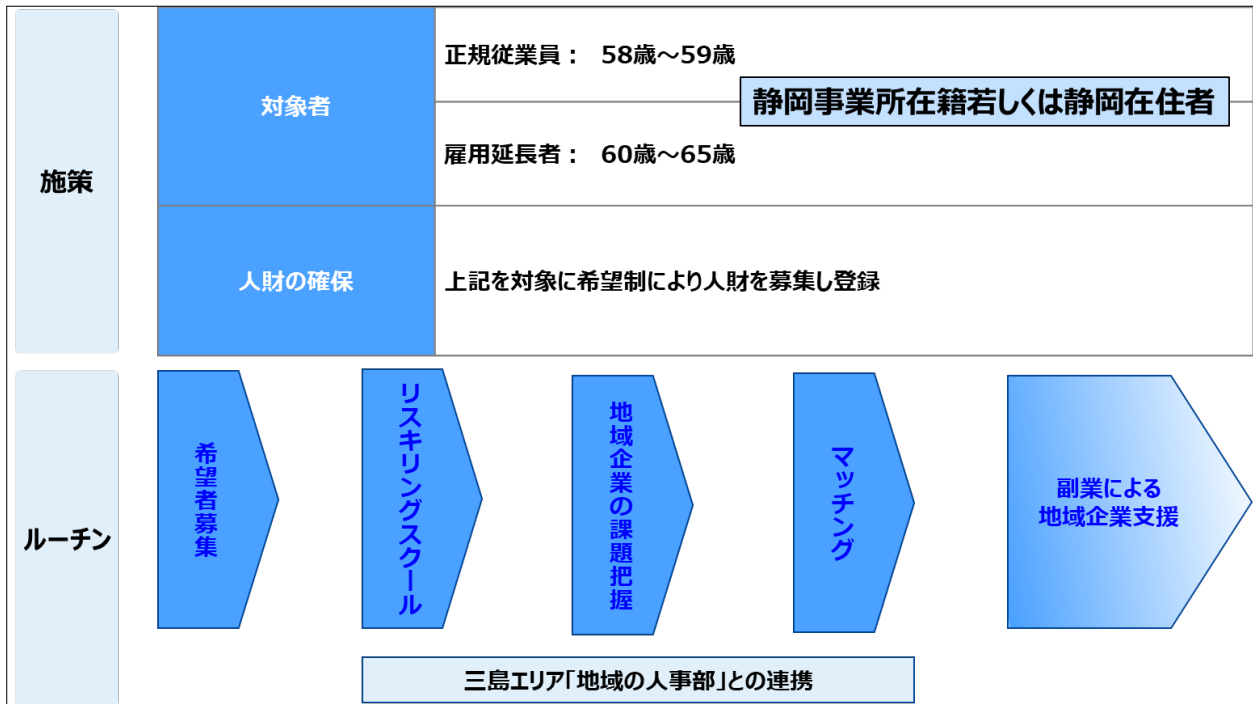 施策
対象者
正規従業員： 58歳～59歳
静岡事業所在籍若しくは静岡在住者
雇用延長者： 60歳～65歳
人財の確保
上記を対象に希望制により人財を募集し登録
ルーチン
希望者募集
リスキリングスクール
地域企業の課題把握
マッチング
副業による
地域企業支援
三島エリア「地域の人事部」との連携